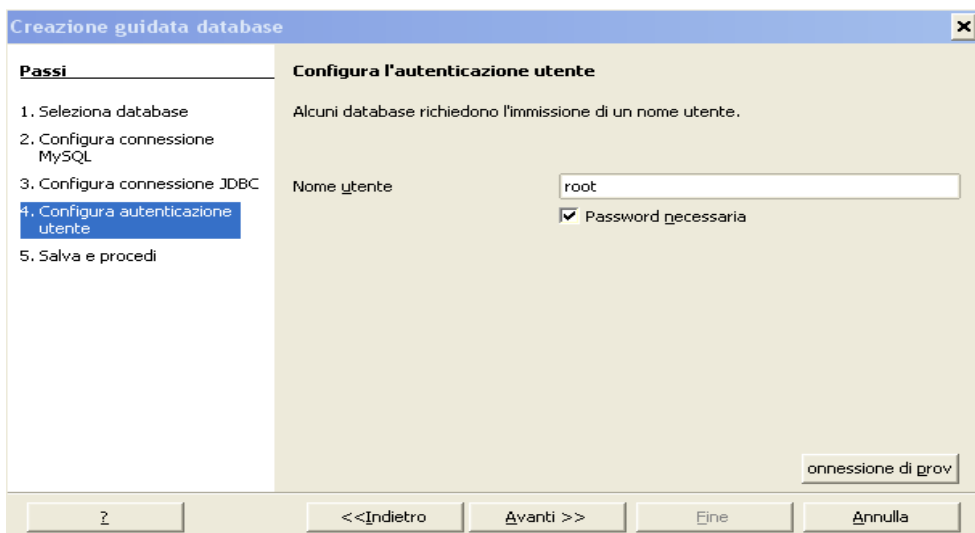 Creazione guidata database
Passi
1. Seleziona database
2. Configura connessione
MySQL
3. Configura connessione JDBC
4. Configura autenticazione
utente
5. Salva e procedi
Configura l'autenticazione utente
Alcuni database richiedono l'immissione di un nome utente.
Nome utente
root
Password necessaria
onnessione di prov
?
<<Indietro
Avanti >>
Fine
Annulla